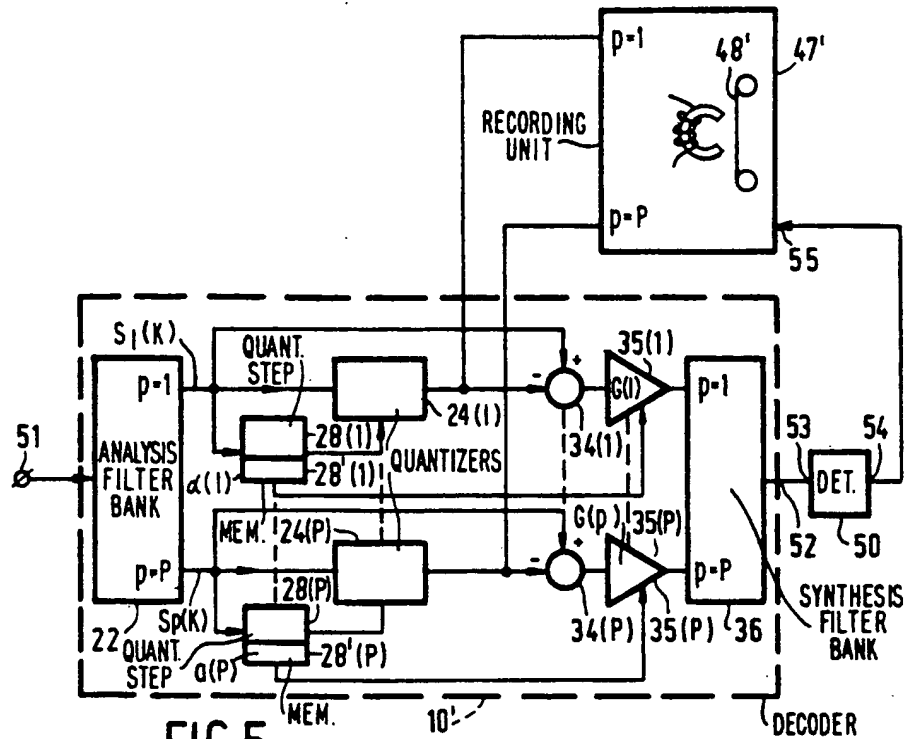 p=1
48'
47'
RECORDING
UNIT
p=P
55
S₁(K)
QUANT.
STEP
35(1)
p=1
G(1)
p=1
24(1)
51
ANALYSIS
FILTER
BANK
28(1)
34(1)
53
54
28'(1)
QUANTIZERS
DET.
α(1)
MEM.
24(P)
G(p)
35(P)
52
50
p=P
28(P)
p=P
Sp(K)
22
34(P)
35(P)
36
SYNTHESIS
FILTER
BANK
QUANT.
STEP
α(P)
28'(P)
MEM.
10'
DECODER
FIG.5
+
-
+
-